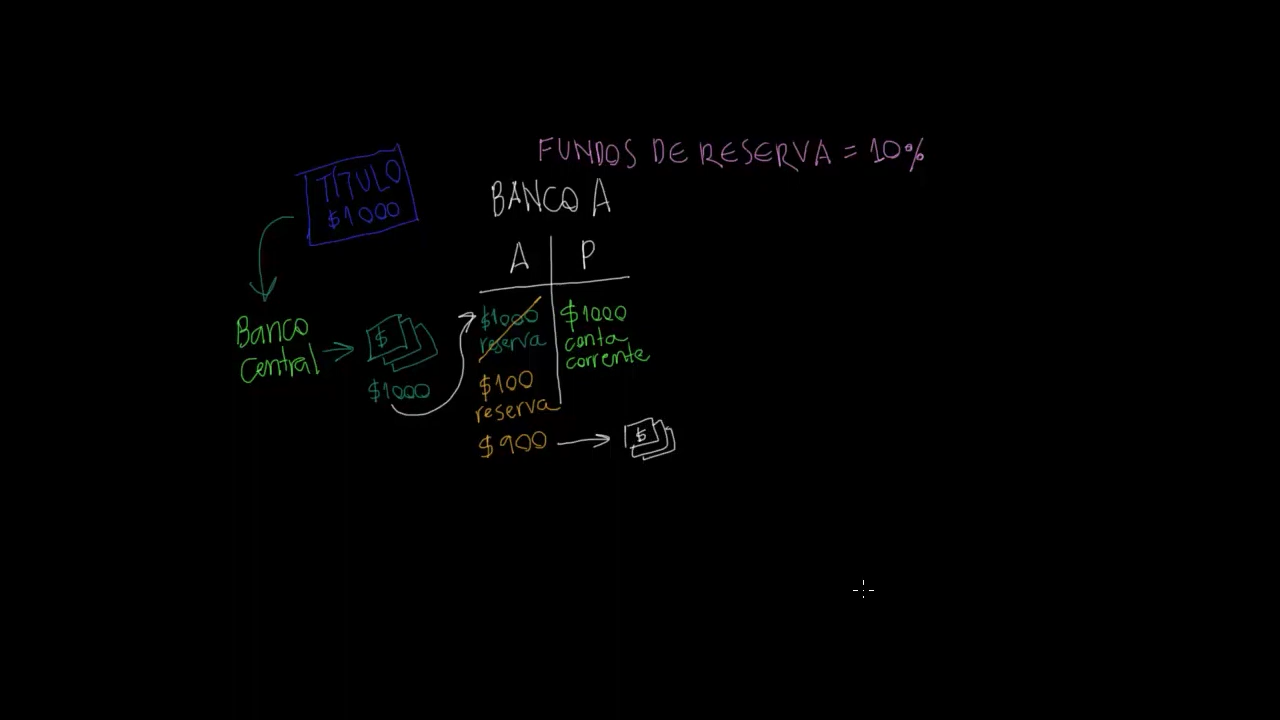 FUNDOS DE RESERVA = 10%
TÍTULO
$1000
BANCO A
A P
Banco
Central
$
$1000
$1000
reserva
$100
reserva
$900
$1000
conta
corrente
$